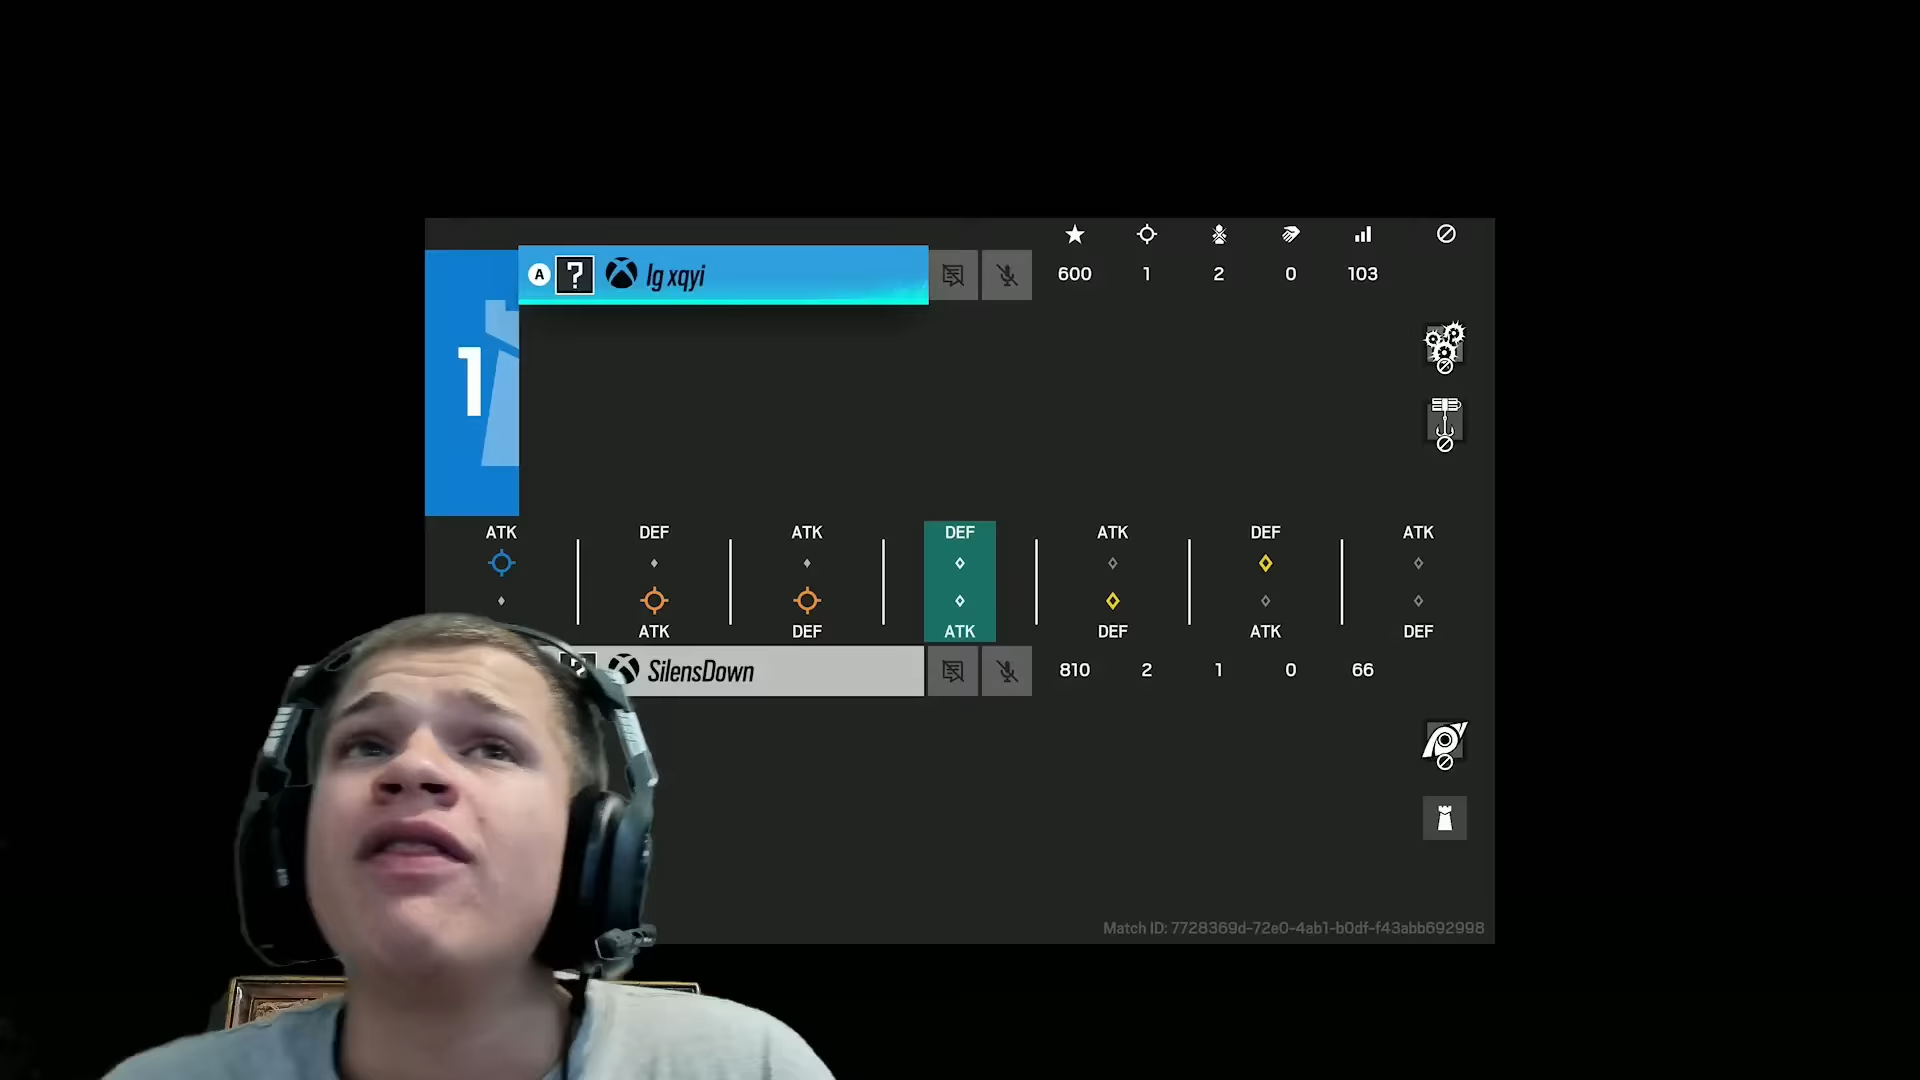 A ? lg xqyi 600 1 2 0 103
1
ATK DEF ATK DEF ATK DEF ATK
ATK DEF ATK DEF ATK DEF
? SilensDown 810 2 1 0 66
Match ID: 7728369d-72e0-4ab1-b0df-f43abb692998